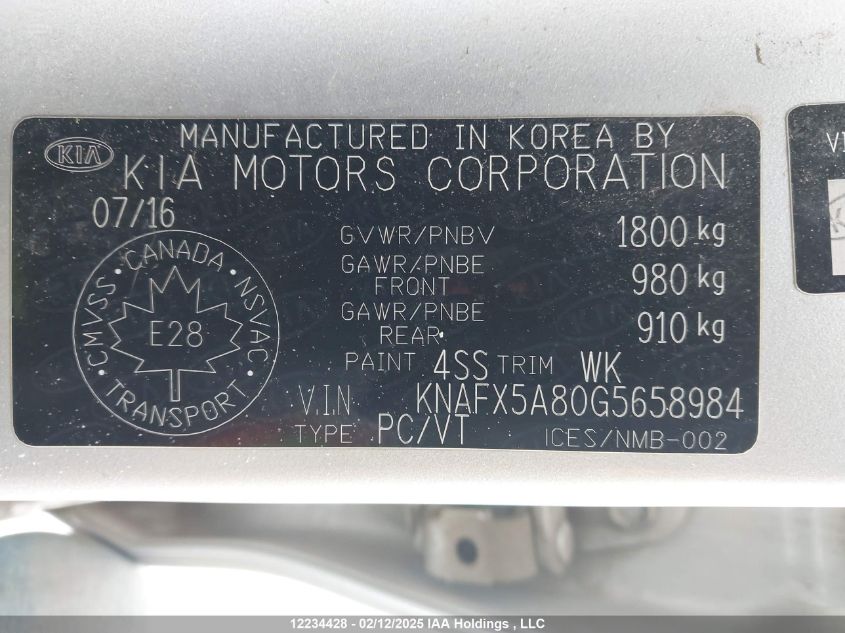 MANUFACTURED IN KOREA BY
KIA
KIA MOTORS CORPORATION
07/16
GVWR/PNBV 1800 kg
GAWR/PNBE FRONT 980 kg
GAWR/PNBE REAR 910 kg
CANADA · NSVAC · TRANSPORT · CMVSS
E28
PAINT 4SS TRIM WK
V.I.N KNAFX5A80G5658984
TYPE PC/VT ICES/NMB-002
12234428 - 02/12/2025 IAA Holdings , LLC